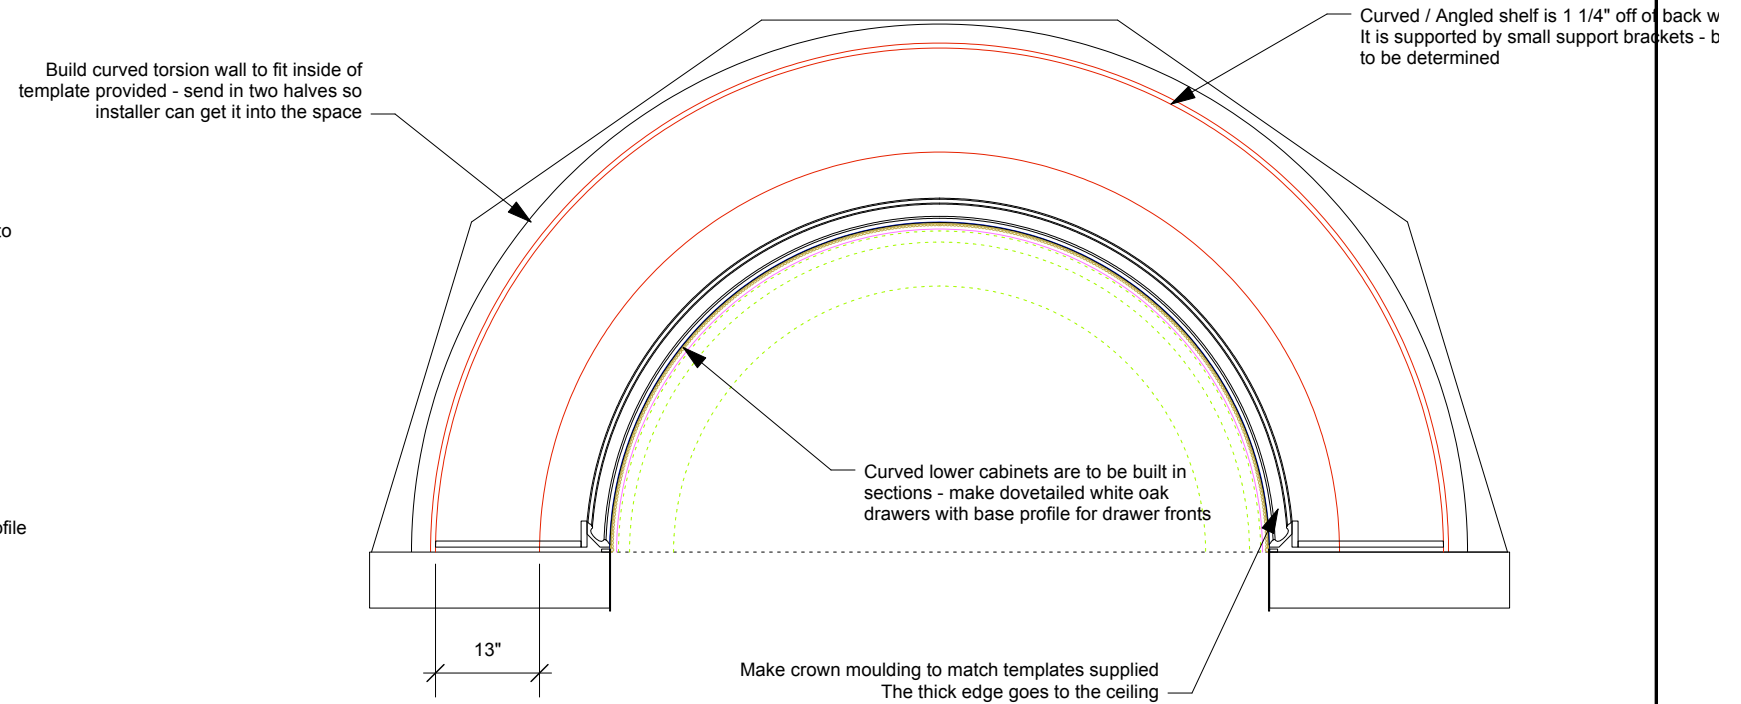 Curved / Angled shelf is 1 1/4" off of back
It is supported by small support brackets -
to be determined
Build curved torsion wall to fit inside of
template provided - send in two halves so
installer can get it into the space
Curved lower cabinets are to be built in
sections - make dovetailed white oak
drawers with base profile for drawer fronts
13"
Make crown moulding to match templates supplied
The thick edge goes to the ceiling